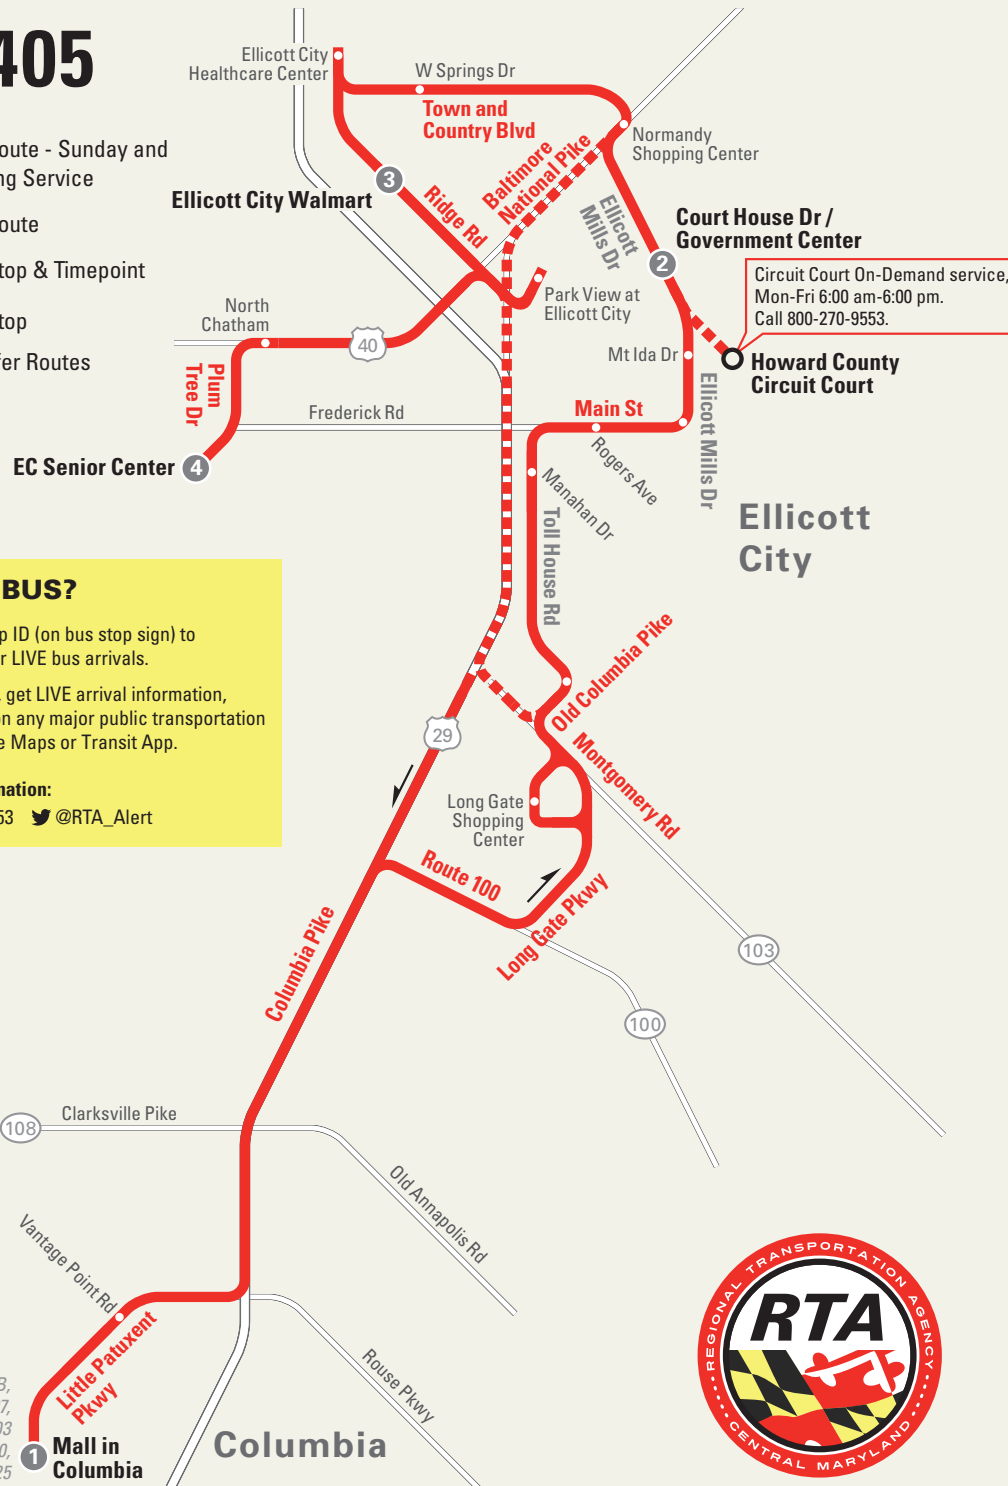 405
oute - Sunday and
ng Service
oute
top & Timepoint
top
fer Routes
Ellicott City
Healthcare Center
W Springs Dr
Town and
Country Blvd
Normandy
Shopping Center
Baltimore
National Pike
3
Ellicott City Walmart
Ridge Rd
Ellicott
Mills Dr
Court House Dr /
Government Center
2
Circuit Court On-Demand service,
Mon-Fri 6:00 am-6:00 pm.
Call 800-270-9553.
Park View at
Ellicott City
North
Chatham
40
Mt Ida Dr
Howard County
Circuit Court
Plum
Tree Dr
Frederick Rd
Main St
Ellicott Mills Dr
Rogers Ave
EC Senior Center
4
Manahan Dr
Toll House Rd
Ellicott
City
BUS?
p ID (on bus stop sign) to
r LIVE bus arrivals.
, get LIVE arrival information,
on any major public transportation
e Maps or Transit App.
mation:
53 @RTA_Alert
Old Columbia Pike
29
Montgomery Rd
Long Gate
Shopping
Center
Route 100
Long Gate Pkwy
Columbia Pike
103
100
108
Clarksville Pike
Old Annapolis Rd
Vantage Point Rd
Little Patuxent
Pkwy
Rouse Pkwy
B,
7,
03
0,
25
1
Mall in
Columbia
Columbia
REGIONAL TRANSPORTATION AGENCY
RTA
CENTRAL MARYLAND